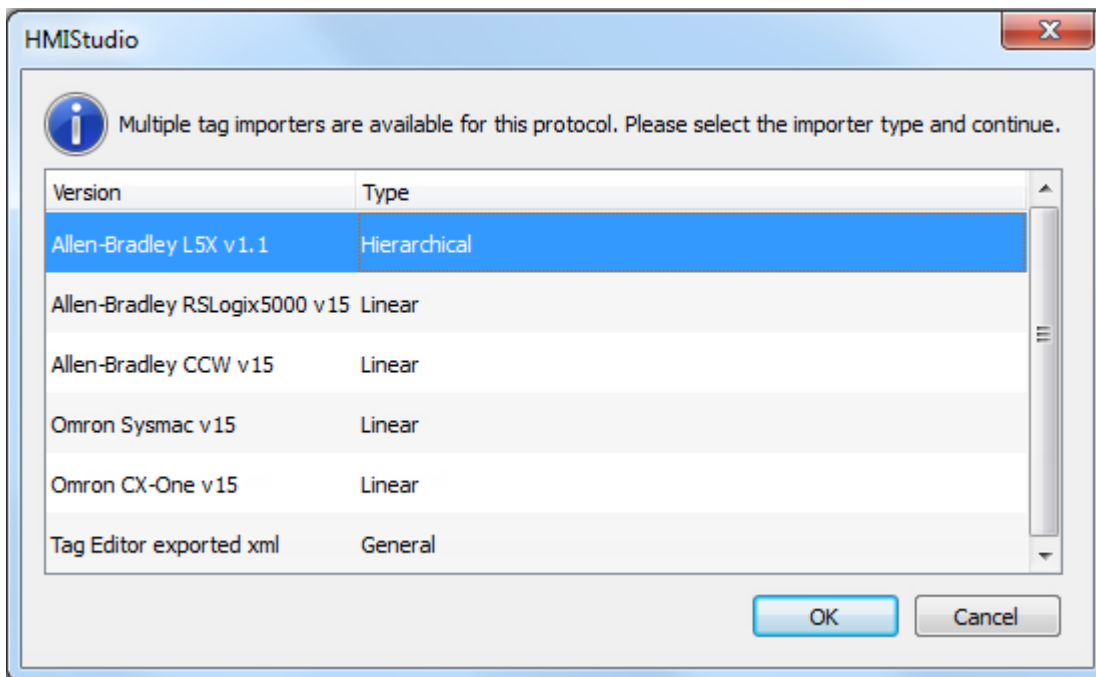 HMIStudio
Multiple tag importers are available for this protocol. Please select the importer type and continue.
Version Type
Allen-Bradley L5X v1.1 Hierarchical
Allen-Bradley RSLogix5000 v15 Linear
Allen-Bradley CCW v15 Linear
Omron Sysmac v15 Linear
Omron CX-One v15 Linear
Tag Editor exported xml General
OK Cancel